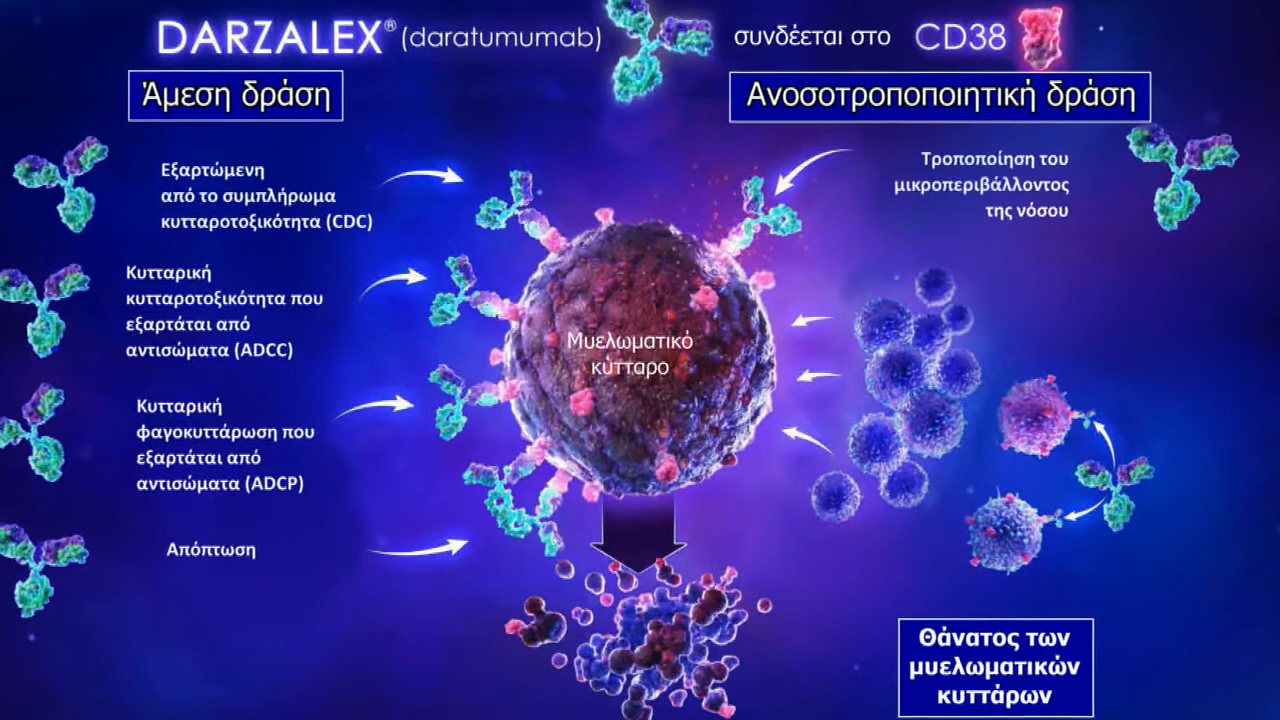 DARZALEX® (daratumumab) συνδέεται στο CD38
Άμεση δράση
Ανοσοτροποποιητική δράση
Εξαρτώμενη
από το συμπλήρωμα
κυτταροτοξικότητα (CDC)
Κυτταρική
κυτταροτοξικότητα που
εξαρτάται από
αντισώματα (ADCC)
Κυτταρική
φαγοκυττάρωση που
εξαρτάται από
αντισώματα (ADCP)
Απόπτωση
Μυελωματικό
κύτταρο
Τροποποίηση του
μικροπεριβάλλοντος
της νόσου
Θάνατος των
μυελωματικών
κυττάρων